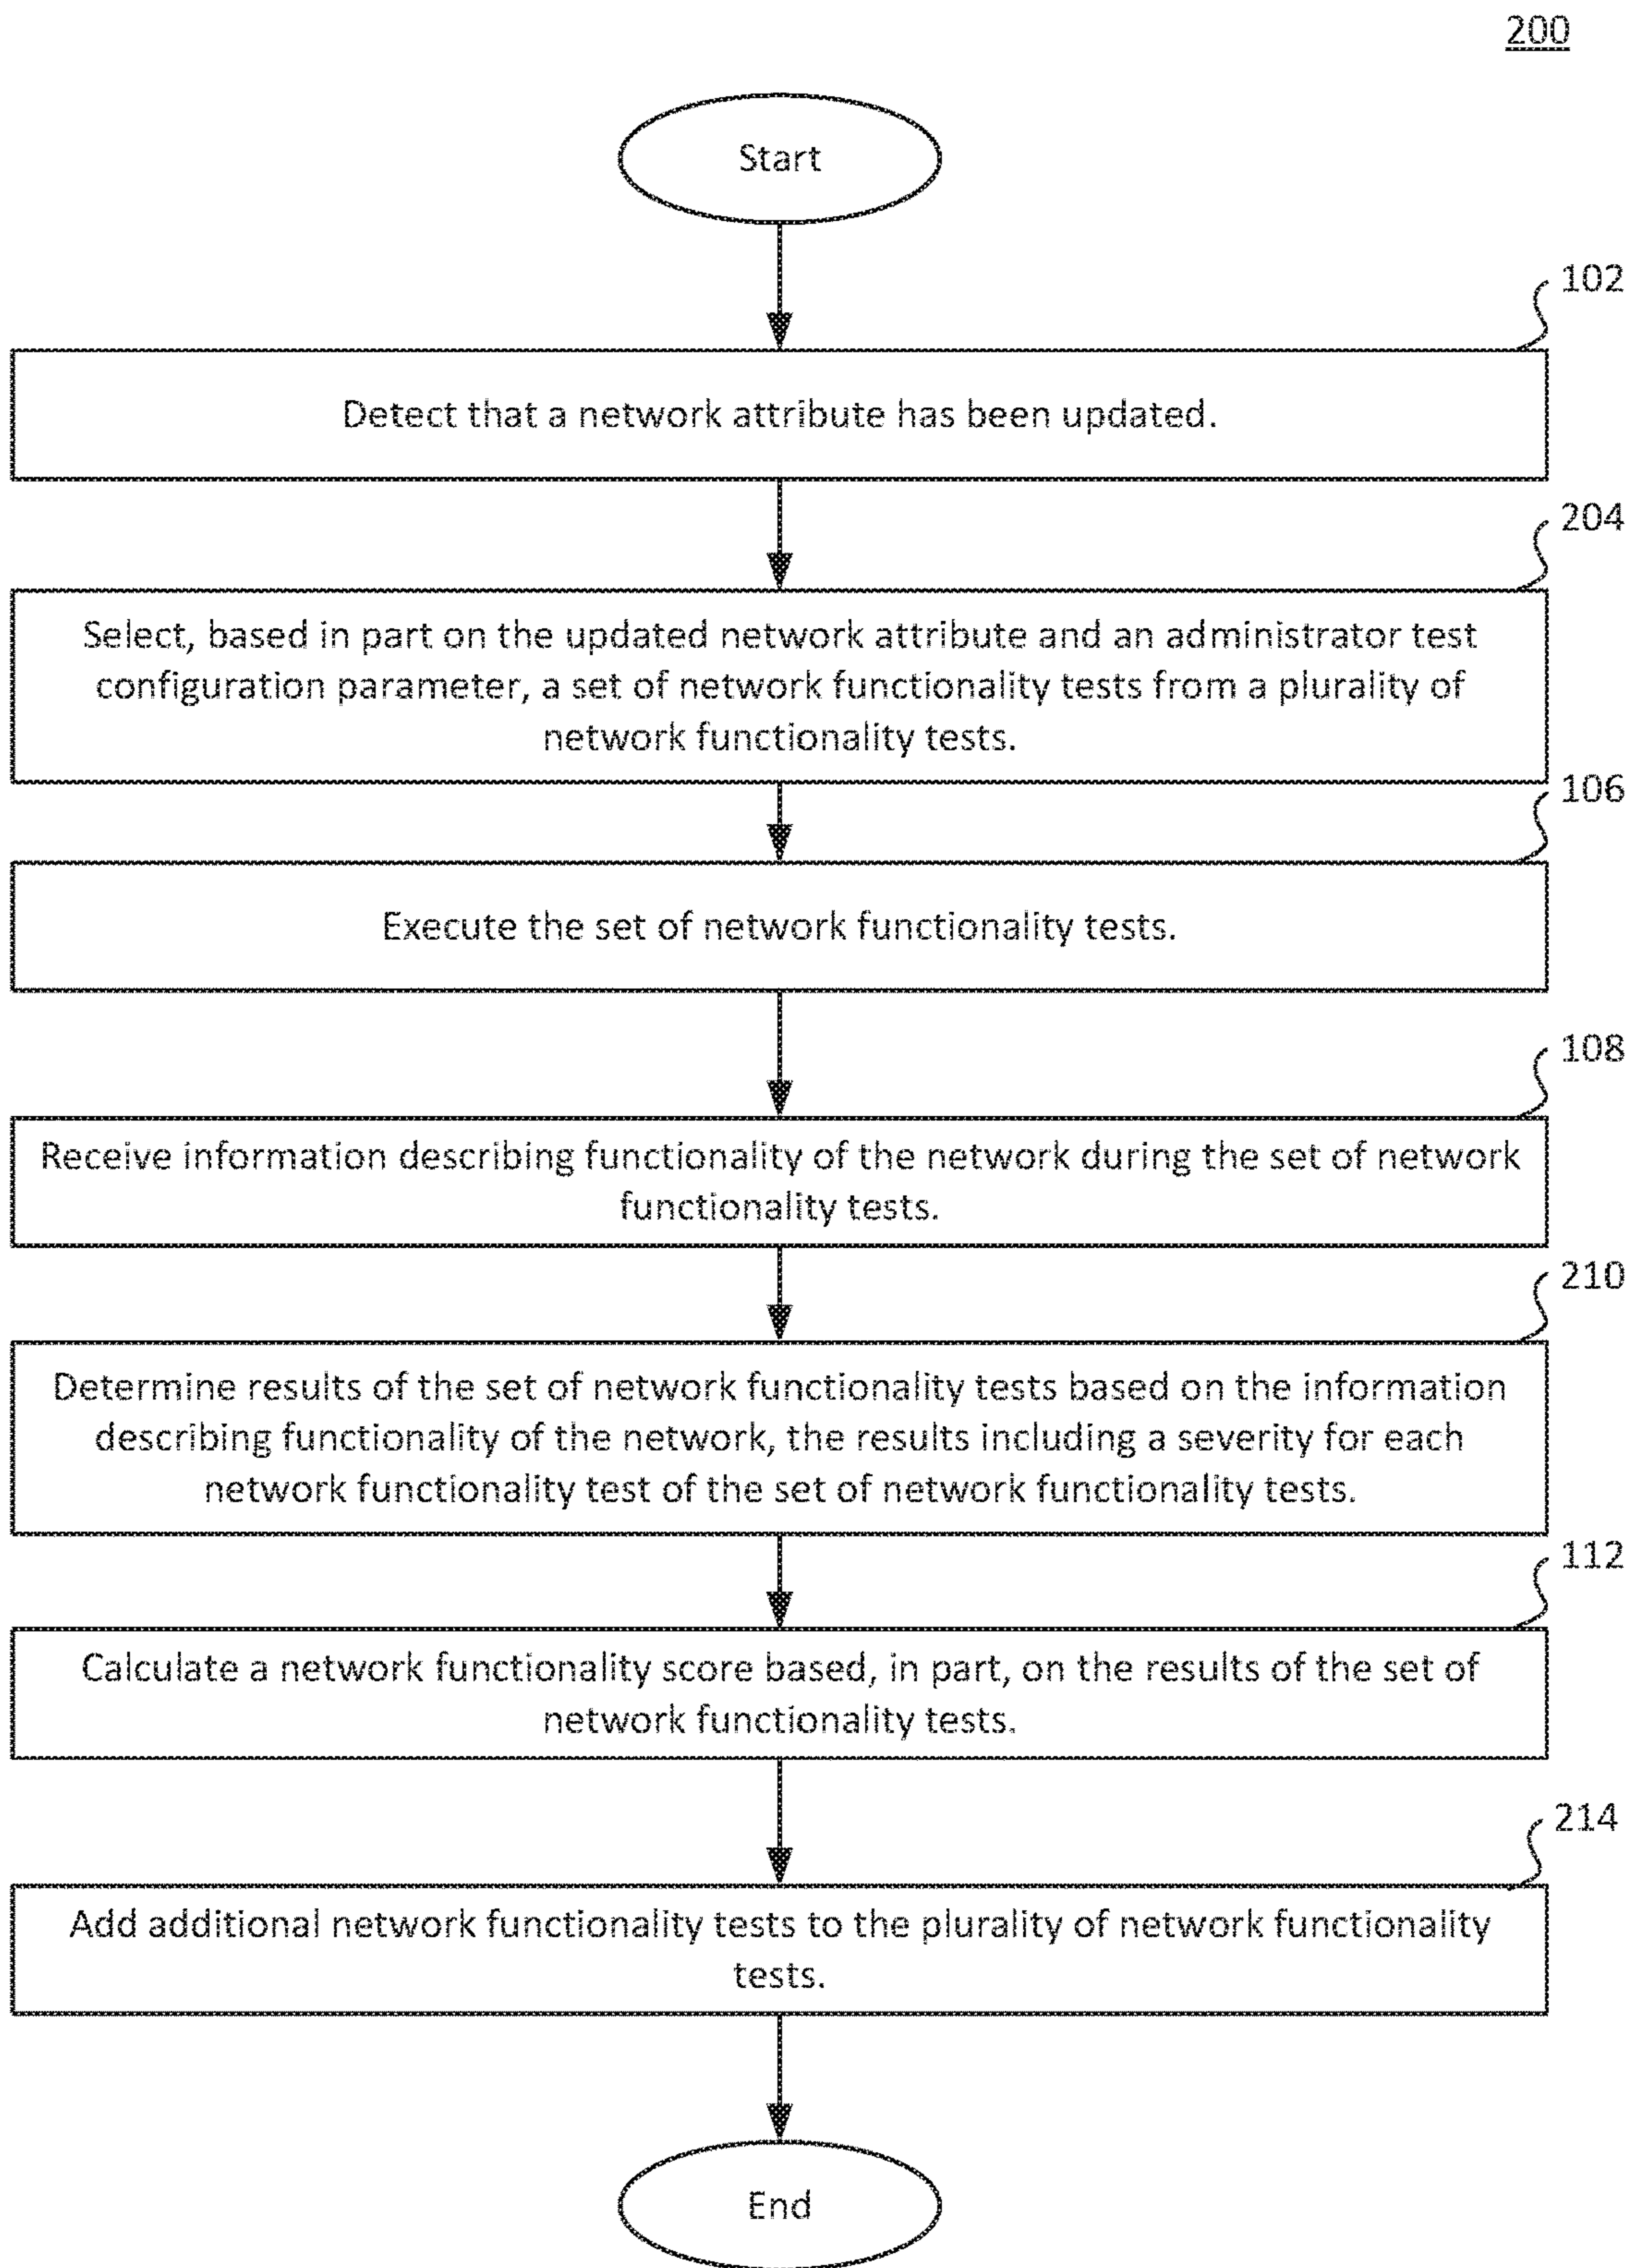 200
Start
102
Detect that a network attribute has been updated.
204
Select, based in part on the updated network attribute and an administrator test
configuration parameter, a set of network functionality tests from a plurality of
network functionality tests.
106
Execute the set of network functionality tests.
108
Receive information describing functionality of the network during the set of network
functionality tests.
210
Determine results of the set of network functionality tests based on the information
describing functionality of the network, the results including a severity for each
network functionality test of the set of network functionality tests.
112
Calculate a network functionality score based, in part, on the results of the set of
network functionality tests.
214
Add additional network functionality tests to the plurality of network functionality
tests.
End